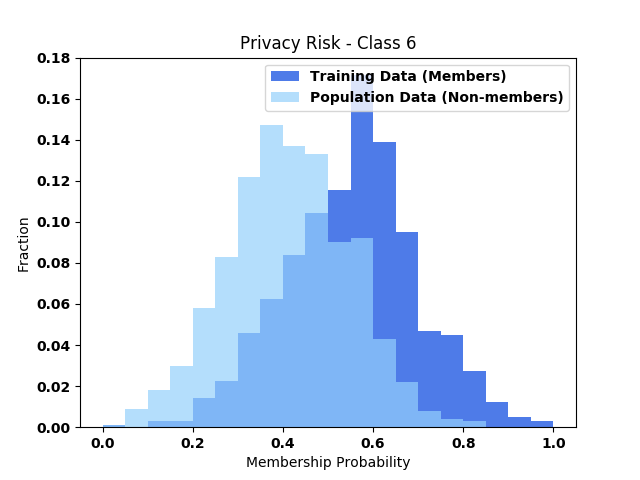 Privacy Risk - Class 6
Training Data (Members)
Population Data (Non-members)
Fraction
0.18
0.16
0.14
0.12
0.10
0.08
0.06
0.04
0.02
0.00
0.0 0.2 0.4 0.6 0.8 1.0
Membership Probability